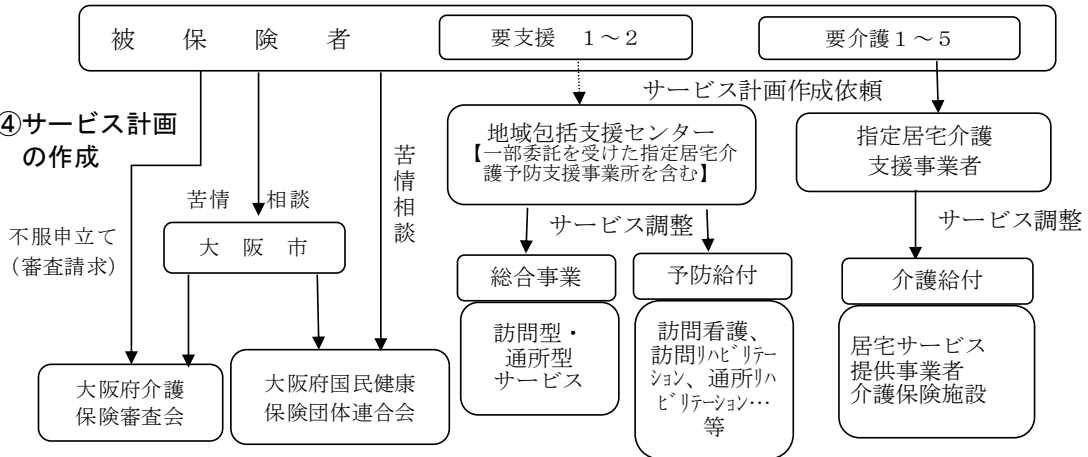 被 保 険 者
要支援 1～2
要介護1～5
サービス計画作成依頼
④サービス計画
の作成
地域包括支援センター
【一部委託を受けた指定居宅介
護予防支援事業所を含む】
指定居宅介護
支援事業者
苦情 相談
苦情相談
不服申立て
（審査請求）
大 阪 市
サービス調整
サービス調整
総合事業
予防給付
介護給付
訪問型・
通所型
サービス
訪問看護、
訪問ﾘﾊﾋﾞﾘﾃｰ
ｼｮﾝ、通所ﾘﾊ
ﾋﾞﾘﾃｰｼｮﾝ…
等
居宅サービス
提供事業者
介護保険施設
大阪府介護
保険審査会
大阪府国民健康
保険団体連合会